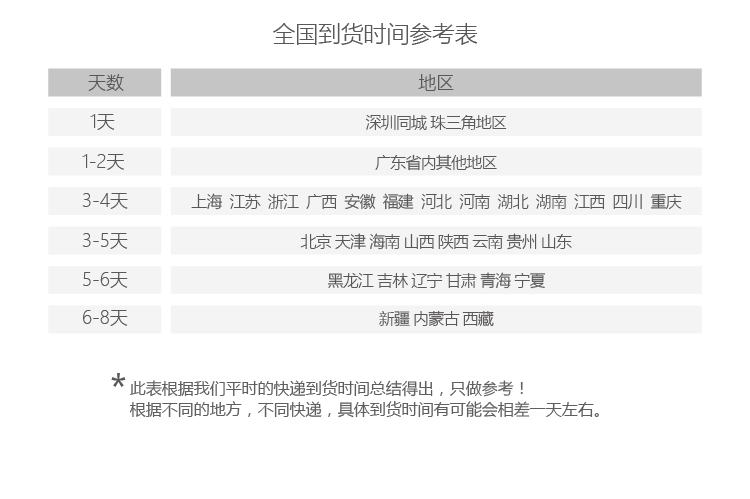 全国到货时间参考表
天数 地区
1天 深圳同城 珠三角地区
1-2天 广东省内其他地区
3-4天 上海 江苏 浙江 广西 安徽 福建 河北 河南 湖北 湖南 江西 四川 重庆
3-5天 北京 天津 海南 山西 陕西 云南 贵州 山东
5-6天 黑龙江 吉林 辽宁 甘肃 青海 宁夏
6-8天 新疆 内蒙古 西藏
* 此表根据我们平时的快递到货时间总结得出，只做参考！
根据不同的地方，不同快递，具体到货时间有可能会相差一天左右。